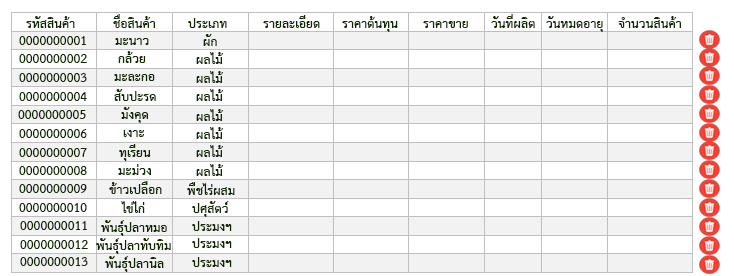 รหัสสินค้า ชื่อสินค้า ประเภท รายละเอียด ราคาต้นทุน ราคาขาย วันที่ผลิต วันหมดอายุ จำนวนสินค้า
0000000001 มะนาว ผัก
0000000002 กล้วย ผลไม้
0000000003 มะละกอ ผลไม้
0000000004 สับปะรด ผลไม้
0000000005 มังคุด ผลไม้
0000000006 เงาะ ผลไม้
0000000007 ทุเรียน ผลไม้
0000000008 มะม่วง ผลไม้
0000000009 ข้าวเปลือก พืชไร่ผสม
0000000010 ไข่ไก่ ปศุสัตว์
0000000011 พันธุ์ปลาหมอ ประมงฯ
0000000012 พันธุ์ปลาทับทิม ประมงฯ
0000000013 พันธุ์ปลานิล ประมงฯ